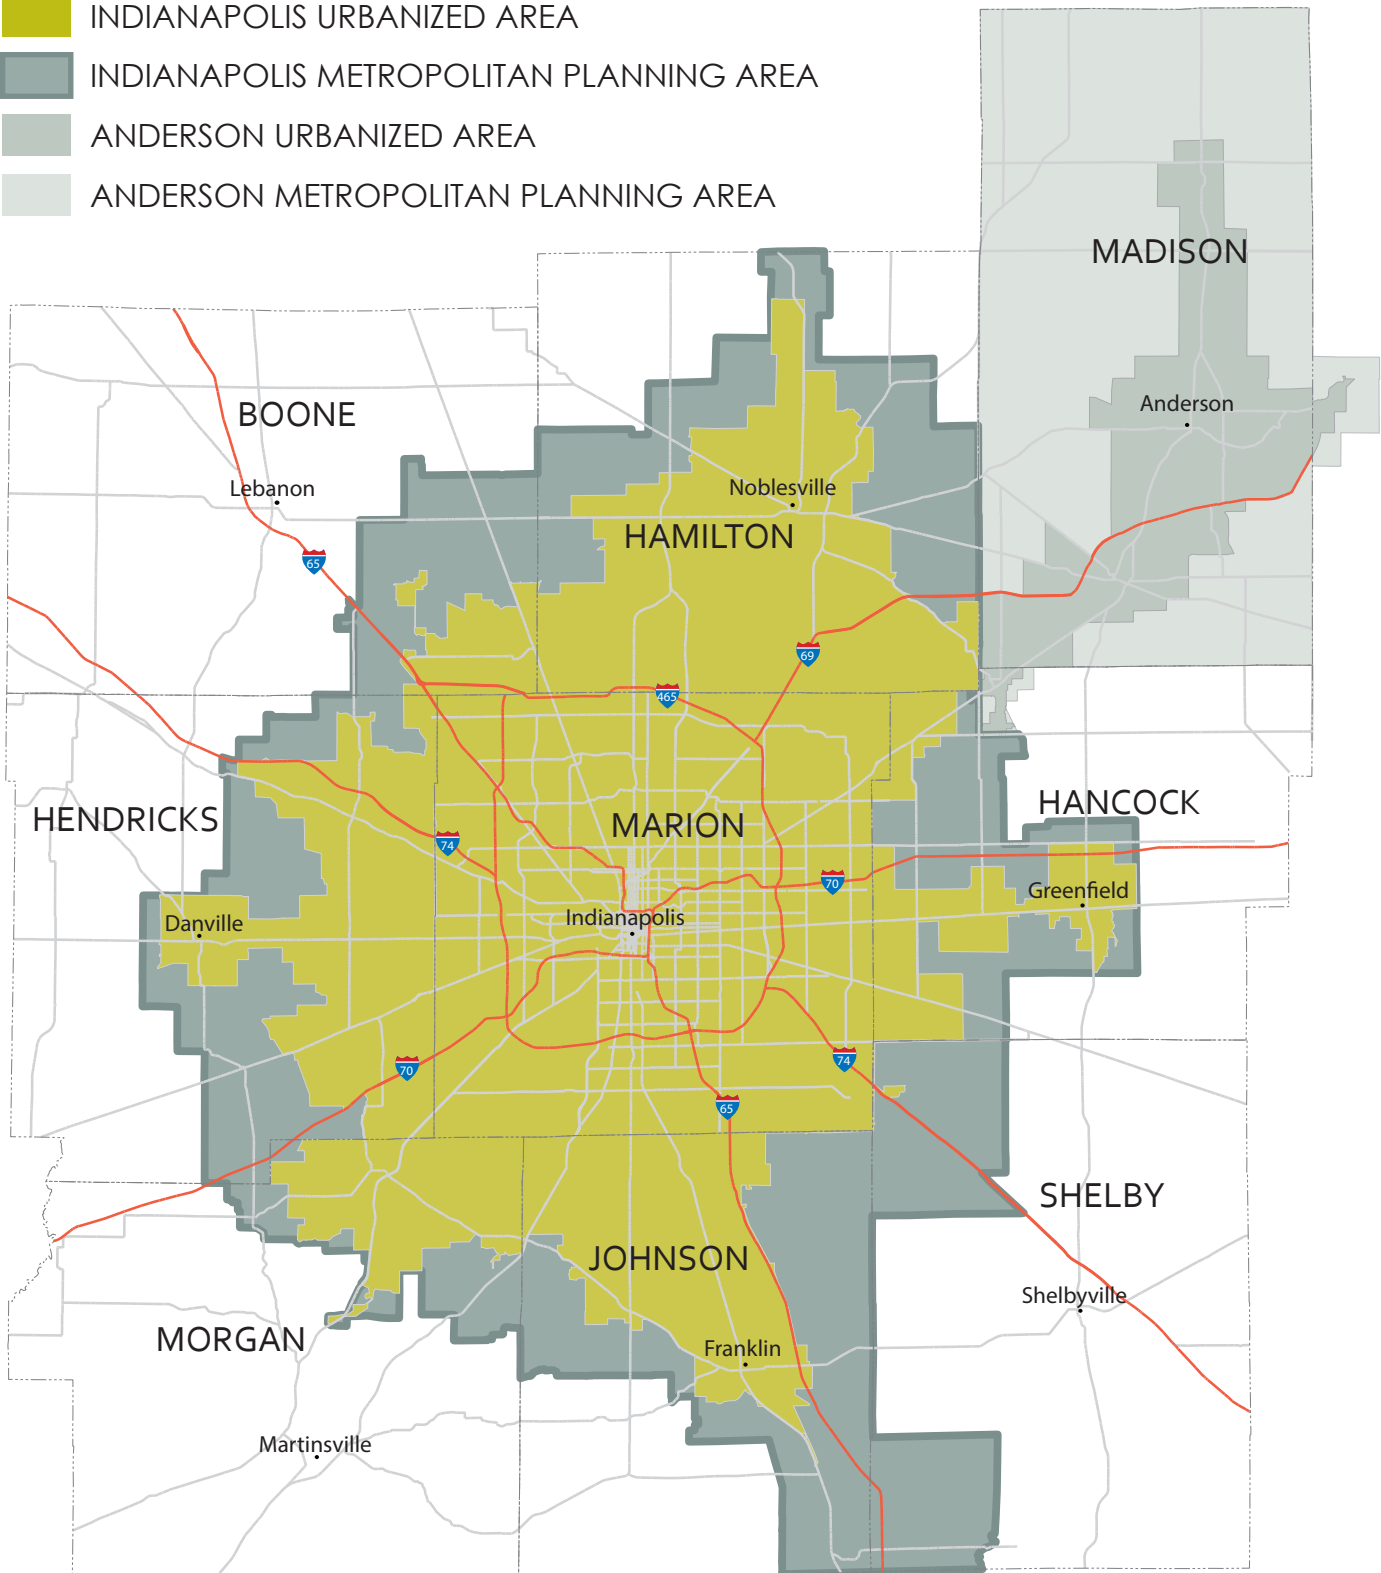 INDIANAPOLIS URBANIZED AREA
INDIANAPOLIS METROPOLITAN PLANNING AREA
ANDERSON URBANIZED AREA
ANDERSON METROPOLITAN PLANNING AREA
MADISON
Anderson
BOONE
Lebanon
Noblesville
HAMILTON
65
69
465
HENDRICKS
HANCOCK
MARION
74
70
Greenfield
Danville
Indianapolis
70
74
65
SHELBY
JOHNSON
Shelbyville
MORGAN
Franklin
Martinsville